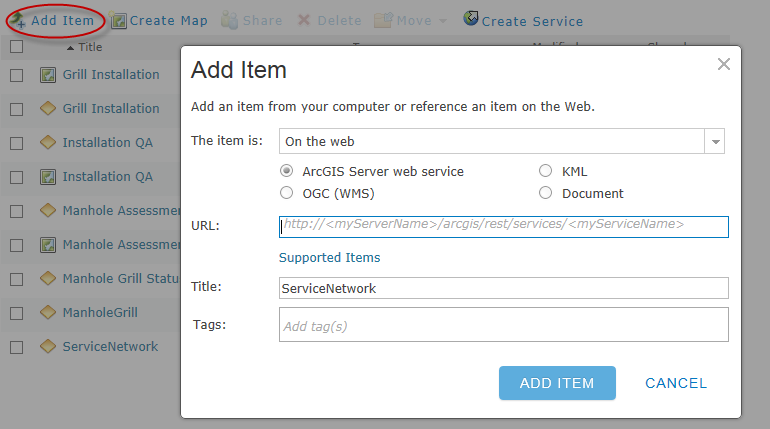 Add Item Create Map Share Delete Move Create Service
Title
Add Item
Add an item from your computer or reference an item on the Web.
The item is: On the web
ArcGIS Server web service KML
OGC (WMS) Document
URL: http://<myServerName>/arcgis/rest/services/<myServiceName>
Supported Items
Title: ServiceNetwork
Tags: Add tag(s)
ADD ITEM CANCEL
Grill Installation
Grill Installation
Installation QA
Installation QA
Manhole Assessment
Manhole Assessment
Manhole Grill Statu
ManholeGrill
ServiceNetwork